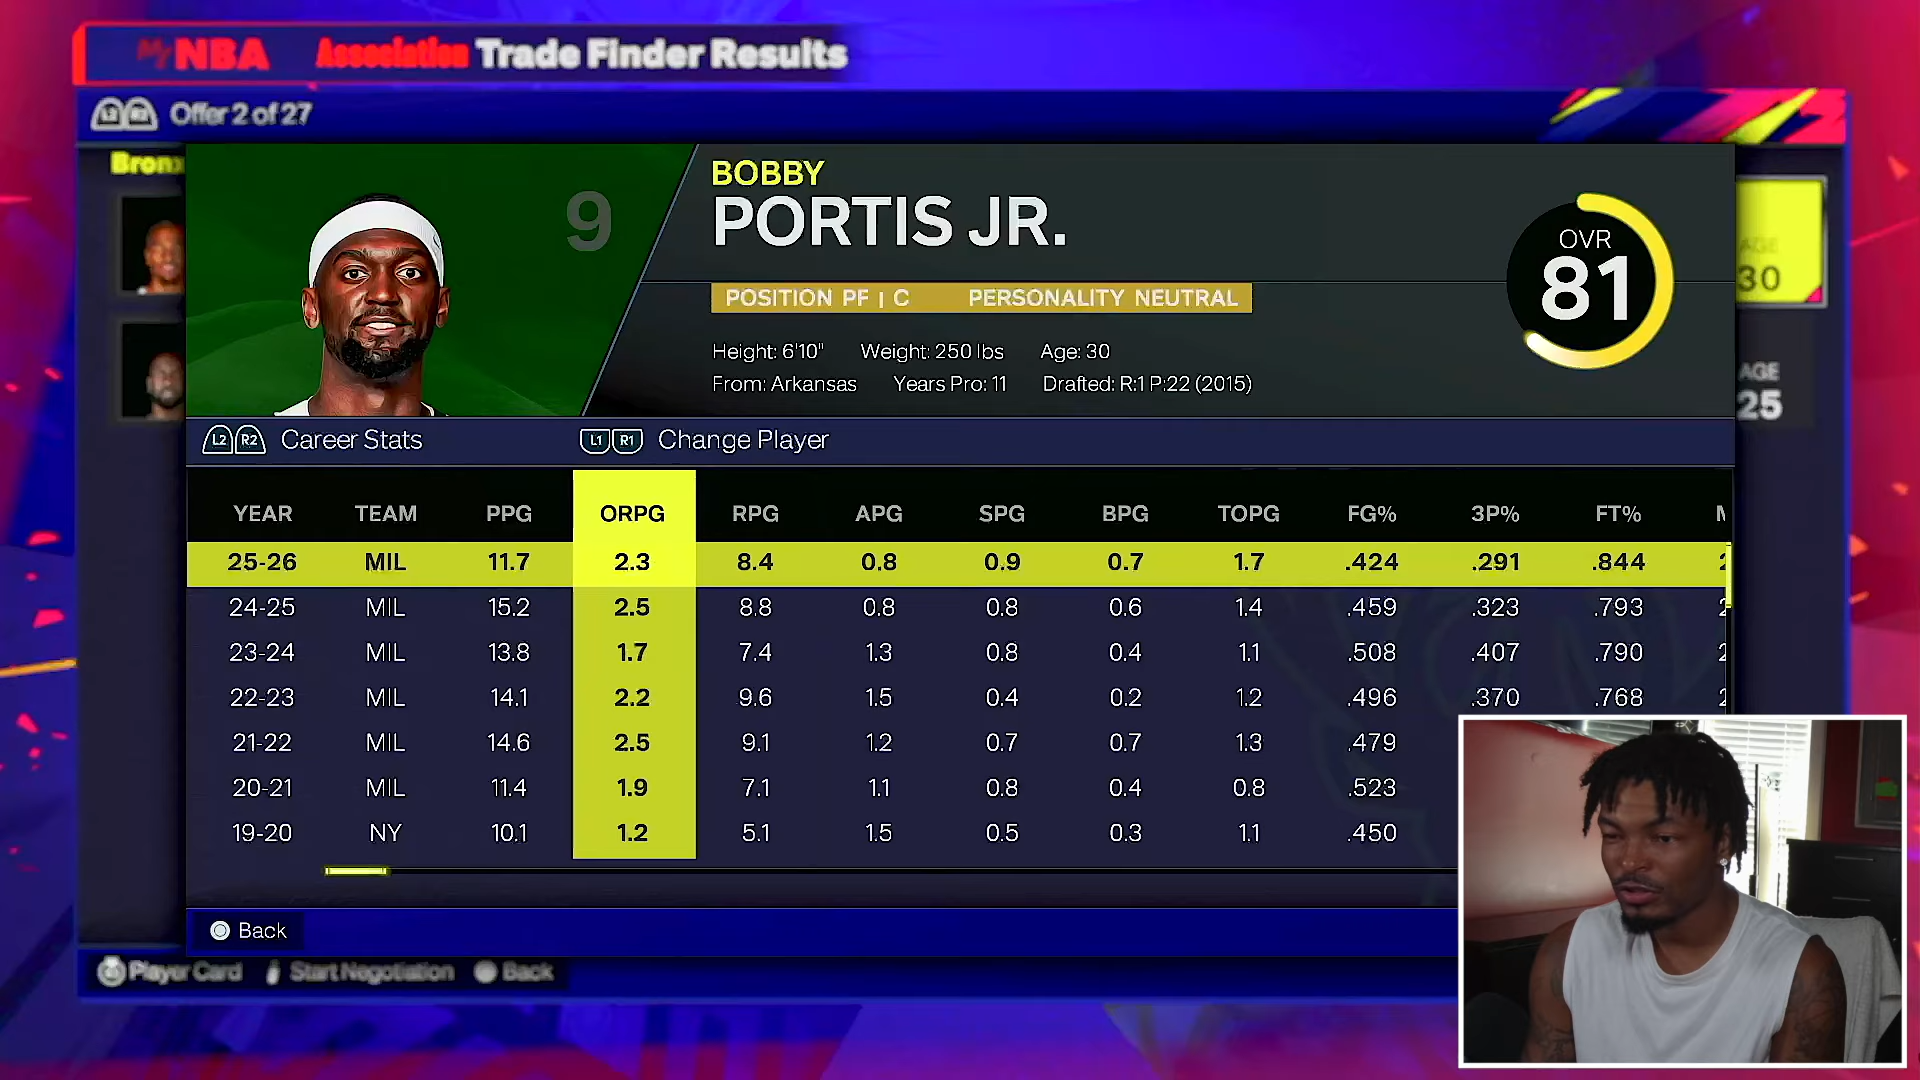 My NBA Association Trade Finder Results
L2 R2 Offer 2 of 27
Bronx
9
BOBBY
PORTIS JR.
OVR
81
POSITION PF | C PERSONALITY NEUTRAL
Height: 6'10" Weight: 250 lbs Age: 30
From: Arkansas Years Pro: 11 Drafted: R:1 P:22 (2015)
AGE
30
AGE
25
L2 R2 Career Stats L1 R1 Change Player
YEAR TEAM PPG ORPG RPG APG SPG BPG TOPG FG% 3P% FT%
25-26 MIL 11.7 2.3 8.4 0.8 0.9 0.7 1.7 .424 .291 .844
24-25 MIL 15.2 2.5 8.8 0.8 0.8 0.6 1.4 .459 .323 .793
23-24 MIL 13.8 1.7 7.4 1.3 0.8 0.4 1.1 .508 .407 .790
22-23 MIL 14.1 2.2 9.6 1.5 0.4 0.2 1.2 .496 .370 .768
21-22 MIL 14.6 2.5 9.1 1.2 0.7 0.7 1.3 .479
20-21 MIL 11.4 1.9 7.1 1.1 0.8 0.4 0.8 .523
19-20 NY 10.1 1.2 5.1 1.5 0.5 0.3 1.1 .450
Back
Player Card Start Negotiation Back